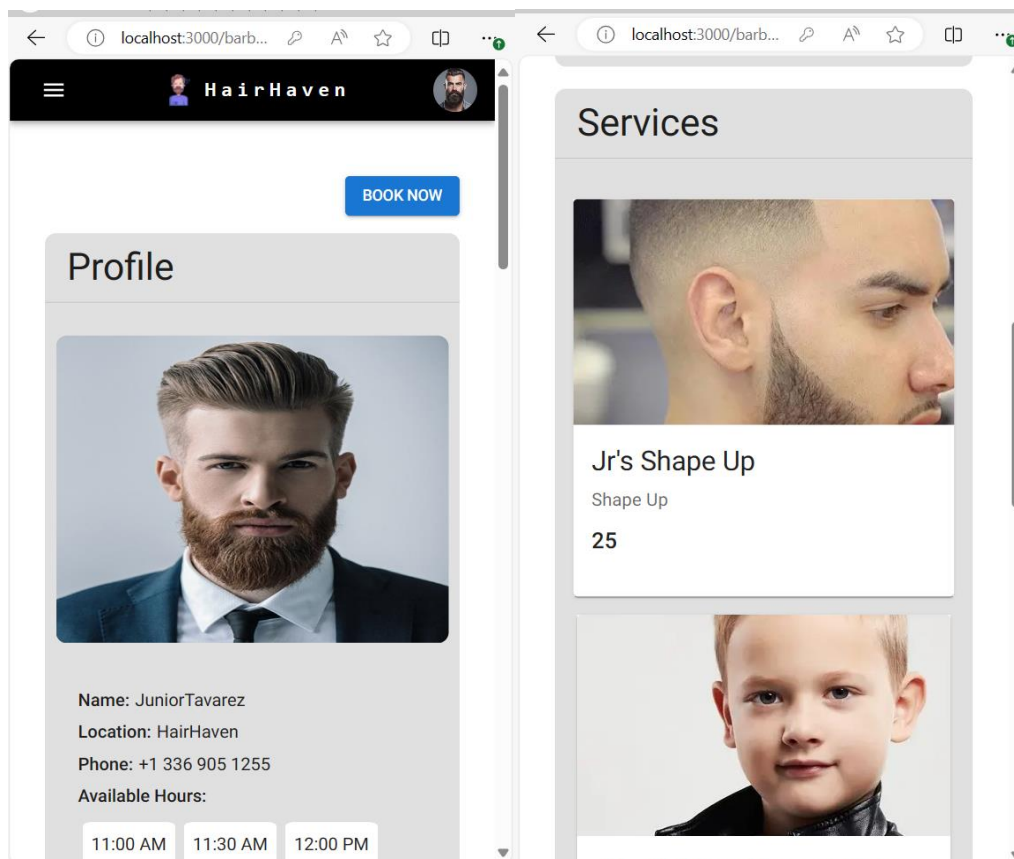 localhost:3000/barb...
HairHaven
BOOK NOW
Profile
Name: JuniorTavarez
Location: HairHaven
Phone: +1 336 905 1255
Available Hours:
11:00 AM 11:30 AM 12:00 PM
localhost:3000/barb...
Services
Jr's Shape Up
Shape Up
25